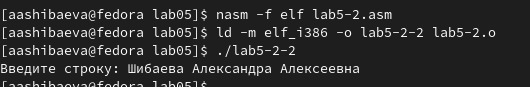 [aashibaeva@fedora lab05]$ nasm -f elf lab5-2.asm
[aashibaeva@fedora lab05]$ ld -m elf_i386 -o lab5-2-2 lab5-2.o
[aashibaeva@fedora lab05]$ ./lab5-2-2
Введите строку: Шибаева Александра Алексеевна
[aashibaeva@fedora lab05]$